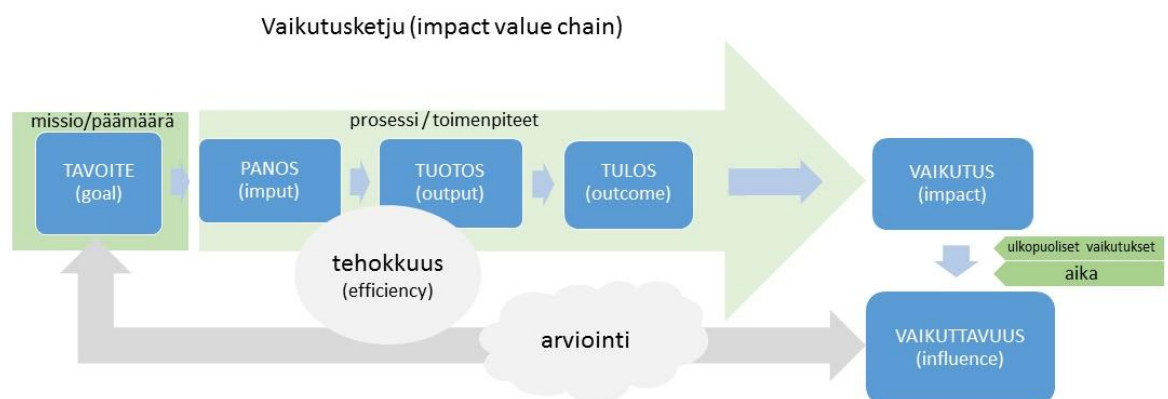 Vaikutusketju (impact value chain)
missio/päämäärä
prosessi / toimenpiteet
TAVOITE
(goal)
PANOS
(imput)
TUOTOS
(output)
TULOS
(outcome)
VAIKUTUS
(impact)
tehokkuus
(efficiency)
ulkopuoliset vaikutukset
aika
arviointi
VAIKUTTAVUUS
(influence)